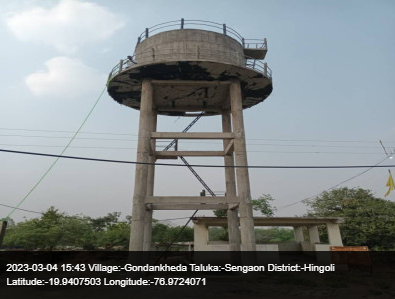 2023-03-04 15:43 Village:-Gondankheda Taluka:-Sengaon District:-Hingoli
Latitude:-19.9407503 Longitude:-76.9724071